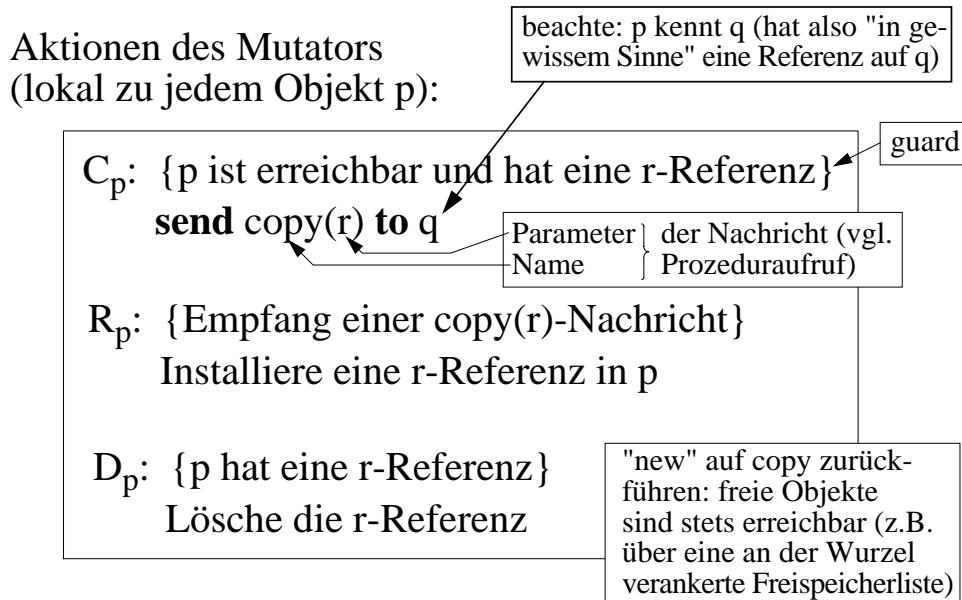 beachte: p kennt q (hat also "in ge-
wissem Sinne" eine Referenz auf q)
Aktionen des Mutators
(lokal zu jedem Objekt p):
guard
Cp: {p ist erreichbar und hat eine r-Referenz}
send copy(r) to q
Parameter
Name
der Nachricht (vgl.
Prozeduraufruf)
Rp: {Empfang einer copy(r)-Nachricht}
Installiere eine r-Referenz in p
Dp: {p hat eine r-Referenz}
Lösche die r-Referenz
"new" auf copy zurück-
führen: freie Objekte
sind stets erreichbar (z.B.
über eine an der Wurzel
verankerte Freispeicherliste)